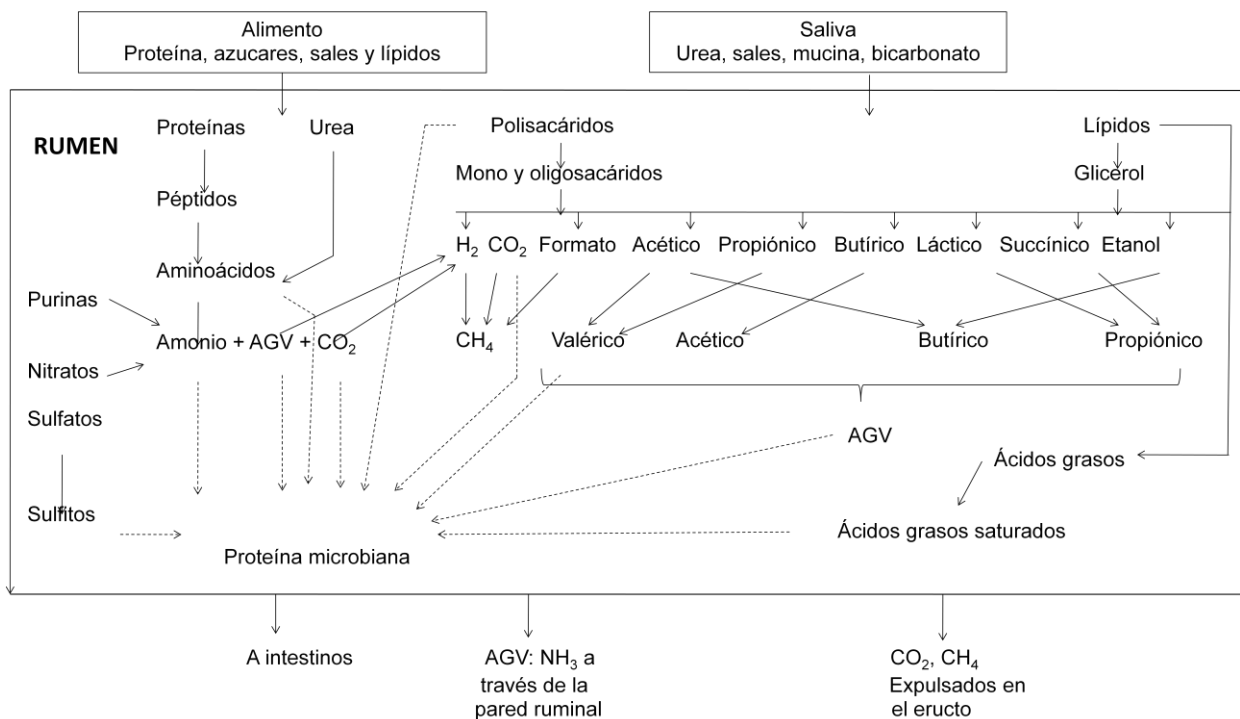 Alimento
Proteína, azucares, sales y lípidos
Saliva
Urea, sales, mucina, bicarbonato
RUMEN
Proteínas
Urea
Polisacáridos
Lípidos
Mono y oligosacáridos
Glicerol
Péptidos
H₂ CO₂ Formato Acético Propiónico Butírico Láctico Succínico Etanol
Aminoácidos
Purinas
Amonio + AGV + CO₂
CH₄
Valérico
Acético
Butírico
Propiónico
Nitratos
Sulfatos
AGV
Ácidos grasos
Sulfitos
Ácidos grasos saturados
Proteína microbiana
A intestinos
AGV: NH₃ a
través de la
pared ruminal
CO₂, CH₄
Expulsados en
el eructo